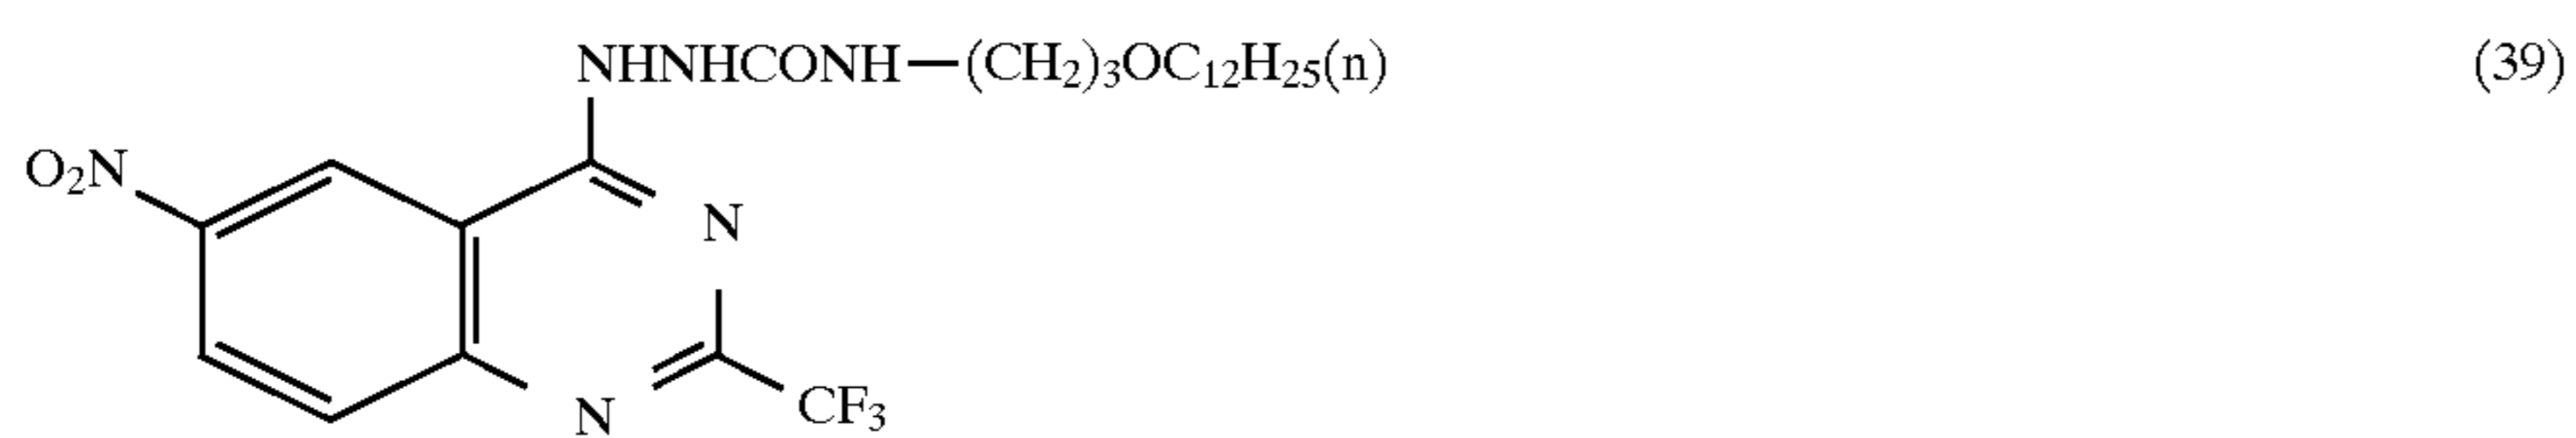 NHNHCONH—(CH₂)₃OC₁₂H₂₅(n) (39)
O₂N
N
N
CF₃